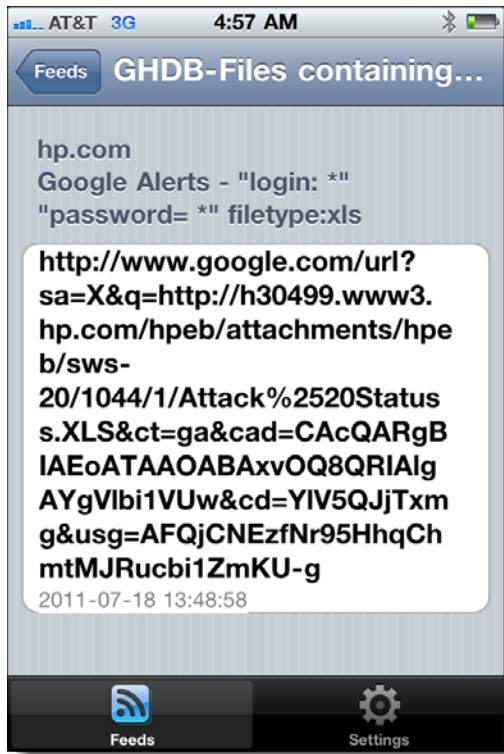 AT&T 3G 4:57 AM
Feeds GHDB-Files containing...
hp.com
Google Alerts - "login: *"
"password= *" filetype:xls
http://www.google.com/url?
sa=X&q=http://h30499.www3.
hp.com/hpeb/attachments/hpe
b/sws-
20/1044/1/Attack%2520Status
s.XLS&ct=ga&cad=CAcQARgB
IAEoATAAOABAxvOQ8QRIAlg
AYgVlbi1VUw&cd=YlV5QJjTxm
g&usg=AFQjCNEzfNr95HhqCh
mtMJRucbi1ZmKU-g
2011-07-18 13:48:58
Feeds Settings